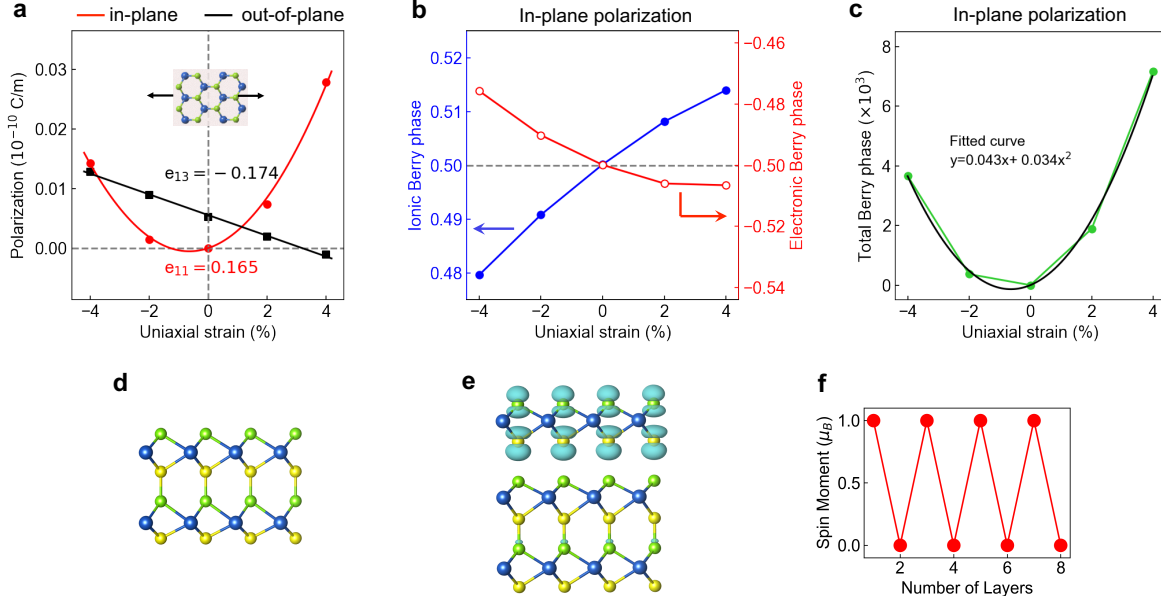 a
in-plane
out-of-plane
Polarization (10⁻¹⁰ C/m)
0.03
0.02
0.01
0.00
e₁₃ = −0.174
e₁₁ = 0.165
−4
−2
0
2
4
Uniaxial strain (%)
b
In-plane polarization
Ionic Berry phase
0.52
0.51
0.50
0.49
0.48
−0.46
−0.48
−0.50
−0.52
−0.54
Electronic Berry phase
−4
−2
0
2
4
Uniaxial strain (%)
c
In-plane polarization
Total Berry phase (×10³)
8
6
4
2
0
Fitted curve
y=0.043x+ 0.034x²
−4
−2
0
2
4
Uniaxial strain (%)
d
e
f
Spin Moment (μ_B)
1.0
0.5
0.0
2
4
6
8
Number of Layers